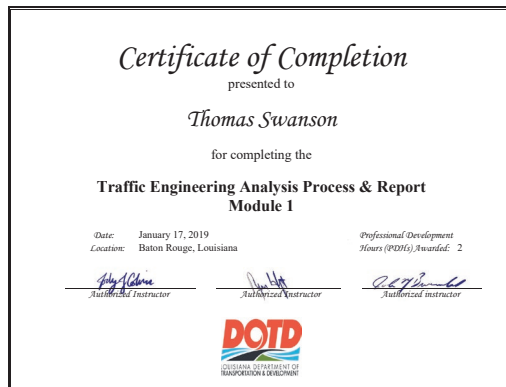 Certificate of Completion
presented to
Thomas Swanson
for completing the
Traffic Engineering Analysis Process & Report
Module 1
Date: January 17, 2019
Location: Baton Rouge, Louisiana
Professional Development
Hours (PDHs) Awarded: 2
Authorized Instructor
Authorized Instructor
Authorized instructor
DOTD
LOUISIANA DEPARTMENT OF
TRANSPORTATION & DEVELOPMENT